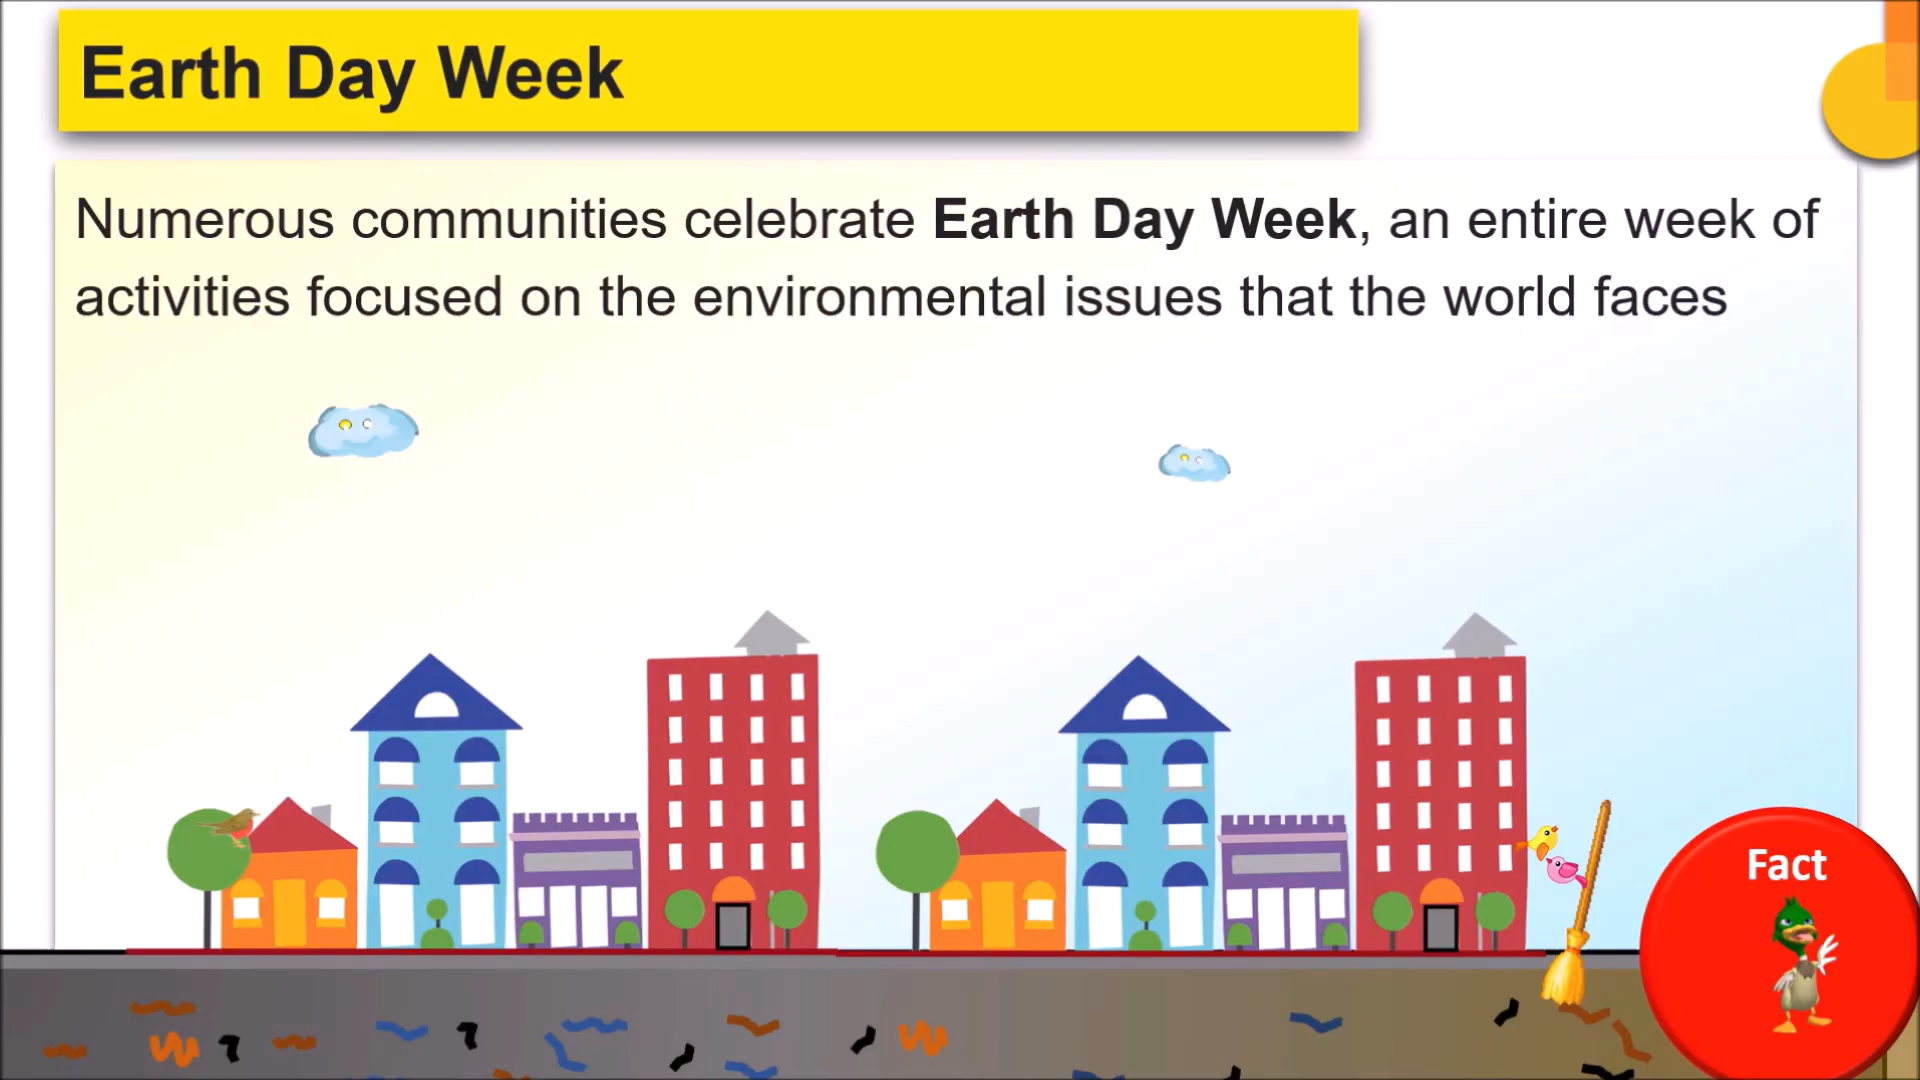 Earth Day Week
Numerous communities celebrate Earth Day Week, an entire week of
activities focused on the environmental issues that the world faces
Fact